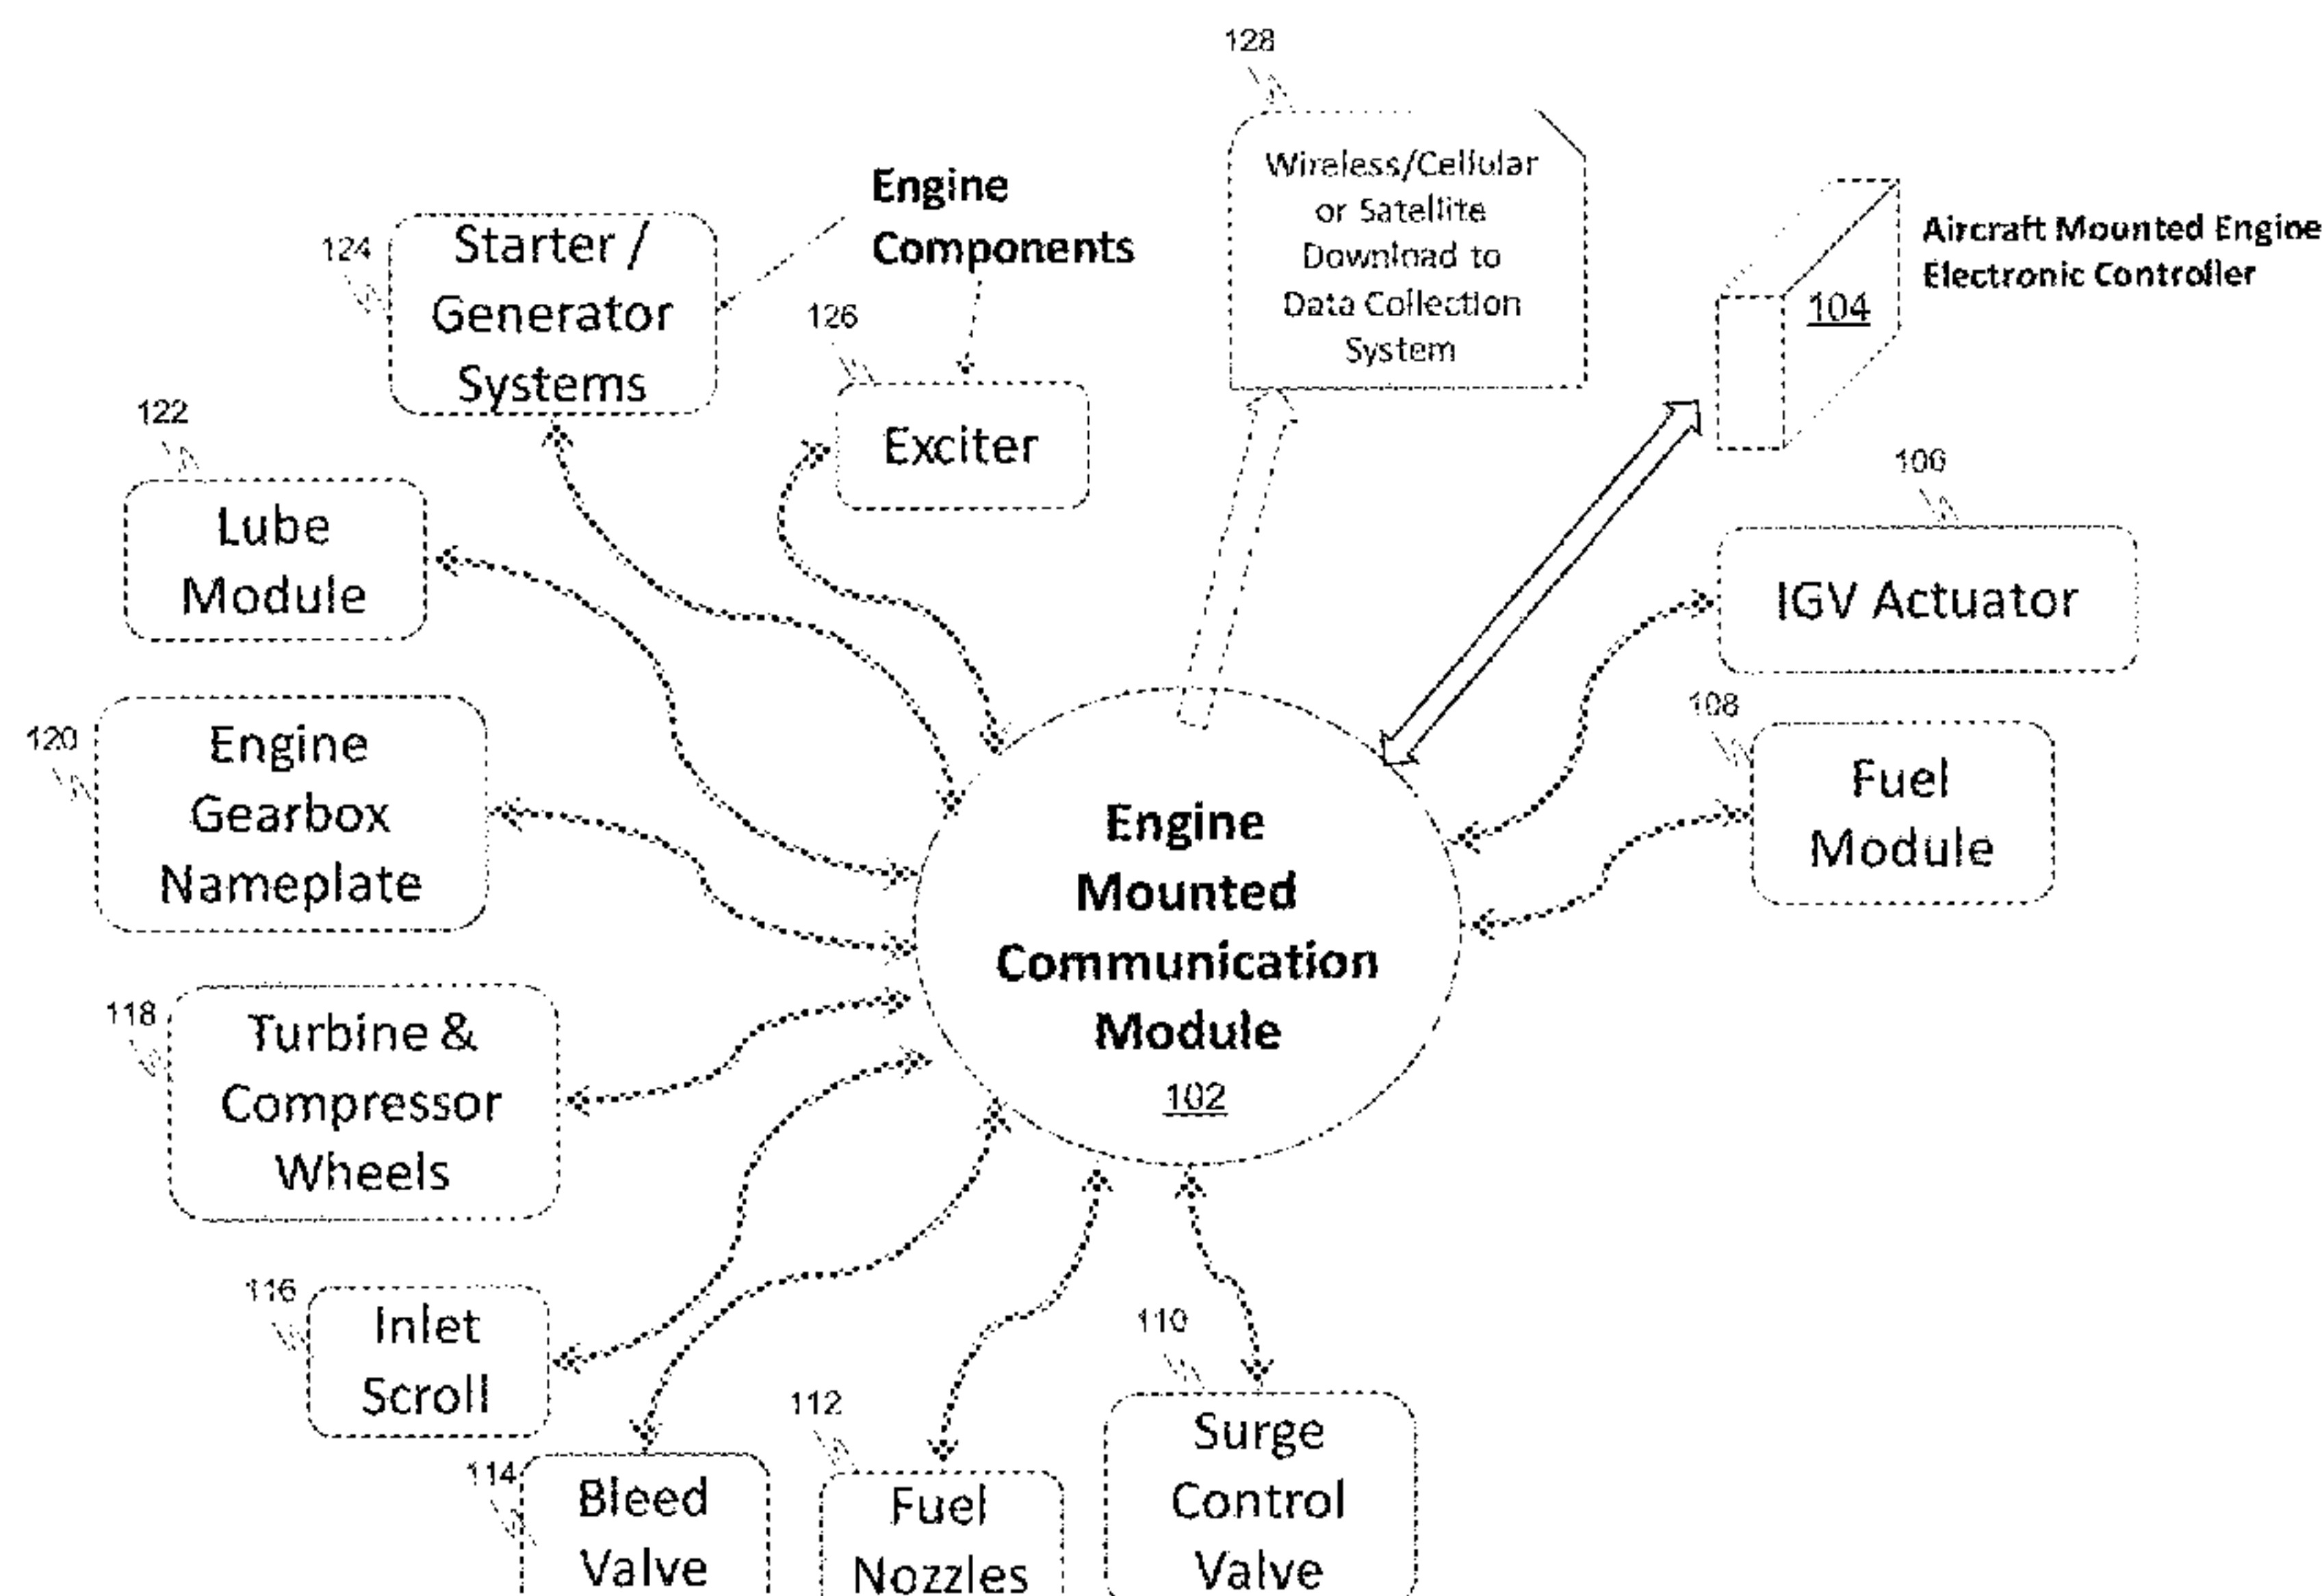 128
Wireless/Cellular
or Satellite
Download to
Data Collection
System
Engine
Components
Aircraft Mounted Engine
Electronic Controller
104
124
Starter /
Generator
Systems
126
Exciter
122
Lube
Module
106
IGV Actuator
108
Fuel
Module
120
Engine
Gearbox
Nameplate
Engine
Mounted
Communication
Module
102
118
Turbine &
Compressor
Wheels
116
Inlet
Scroll
114
Bleed
Valve
112
Fuel
Nozzles
110
Surge
Control
Valve